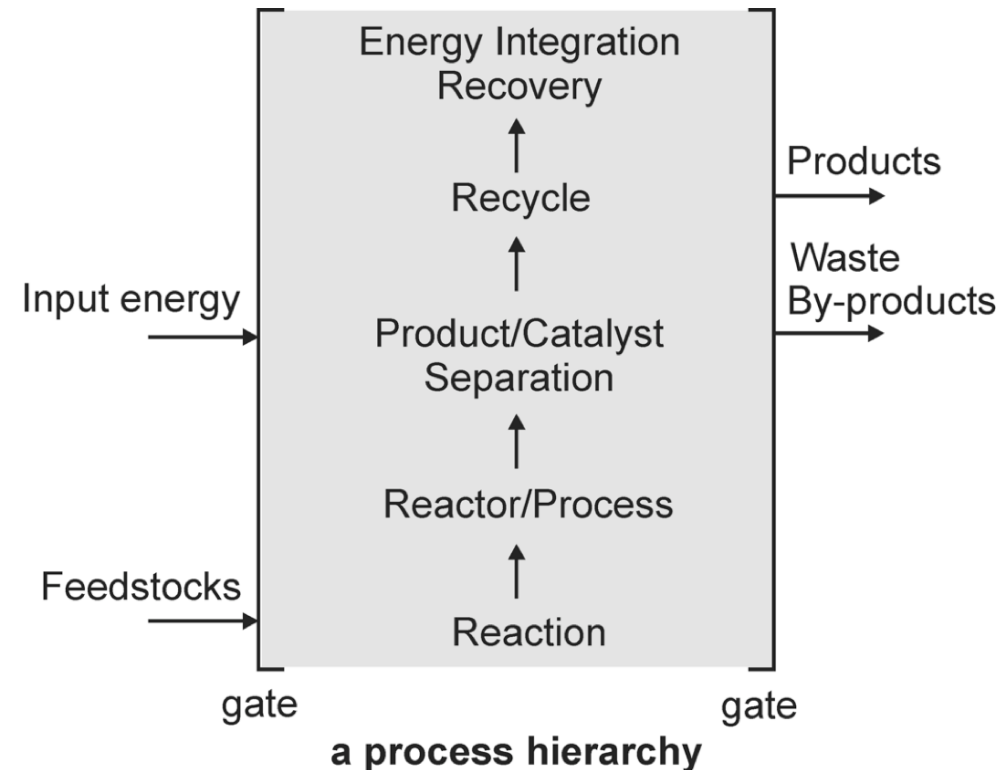 Energy Integration
Recovery
Products
Recycle
Waste
By-products
Input energy
Product/Catalyst
Separation
Reactor/Process
Feedstocks
Reaction
gate
gate
a process hierarchy